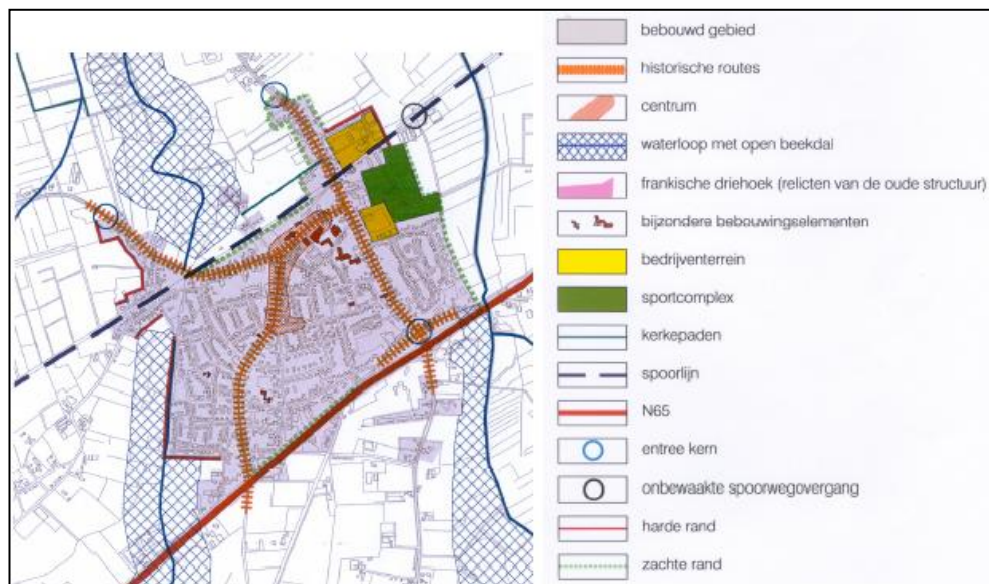 bebouwd gebied
historische routes
centrum
waterloop met open beekdal
frankische driehoek (relicten van de oude structuur)
bijzondere bebouwingselementen
bedrijventerrein
sportcomplex
kerkepaden
spoorlijn
N65
entree kern
onbewaakte spoorwegovergang
harde rand
zachte rand